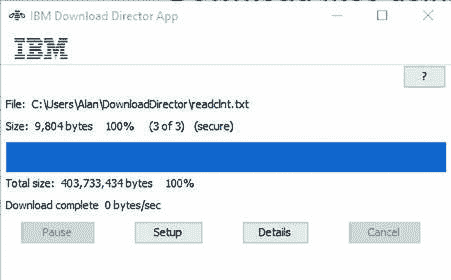 IBM Download Director App
IBM
?
File: C:\Users\Alan\DownloadDirector\readclnt.txt
Size: 9,804 bytes 100% (3 of 3) (secure)
Total size: 403,733,434 bytes 100%
Download complete 0 bytes/sec
Pause Setup Details Cancel